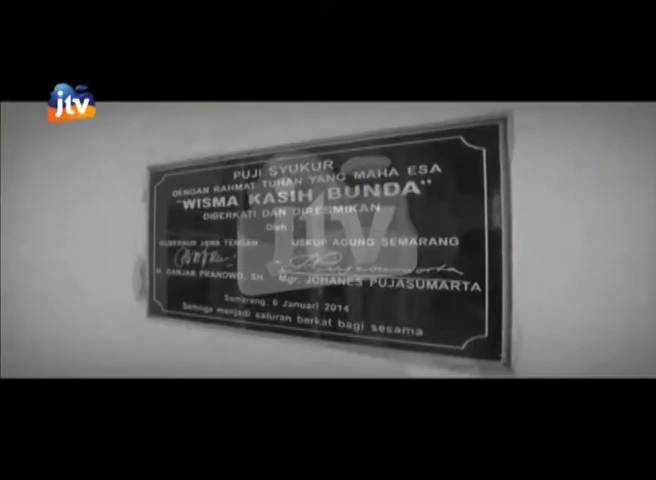 jtv
PUJI SYUKUR
DENGAN RAHMAT TUHAN YANG MAHA ESA
"WISMA KASIH BUNDA"
DIBERKATI DAN DIRESMIKAN
Oleh
GUBERNUR JAWA TENGAH USKUP AGUNG SEMARANG
H. GANJAR PRANOWO, SH Mgr. JOHANES PUJASUMARTA
Semarang, 6 Januari 2014
Semoga menjadi saluran berkat bagi sesama
jtv